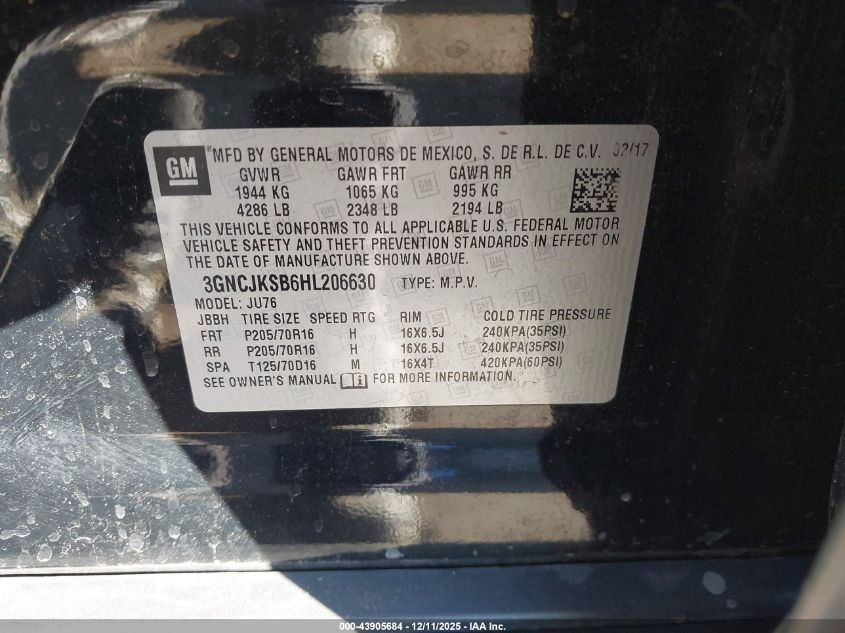 GM
*MFD BY GENERAL MOTORS DE MEXICO, S. DE R.L. DE C.V. 02/17
GVWR GAWR FRT GAWR RR
1944 KG 1065 KG 995 KG
4286 LB 2348 LB 2194 LB
THIS VEHICLE CONFORMS TO ALL APPLICABLE U.S. FEDERAL MOTOR
VEHICLE SAFETY AND THEFT PREVENTION STANDARDS IN EFFECT ON
THE DATE OF MANUFACTURE SHOWN ABOVE.
3GNCJKSB6HL206630 TYPE: M.P.V.
MODEL: JU76
JBBH TIRE SIZE SPEED RTG RIM COLD TIRE PRESSURE
FRT P205/70R16 H 16X6.5J 240KPA(35PSI)
RR P205/70R16 H 16X6.5J 240KPA(35PSI)
SPA T125/70D16 M 16X4T 420KPA(60PSI)
SEE OWNER'S MANUAL FOR MORE INFORMATION.
000-43905684 - 12/11/2025 - IAA Inc.